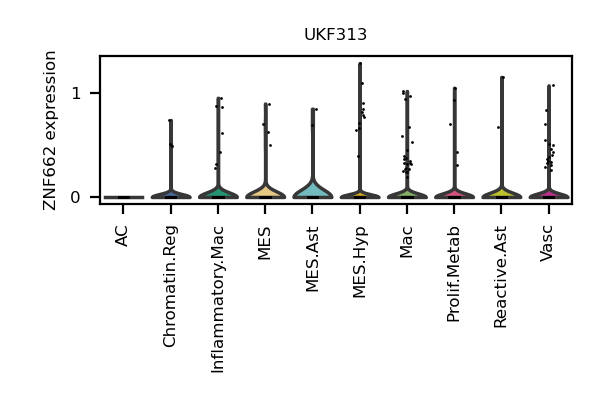 UKF313
ZNF662 expression
1
0
AC
Chromatin.Reg
Inflammatory.Mac
MES
MES.Ast
MES.Hyp
Mac
Prolif.Metab
Reactive.Ast
Vasc